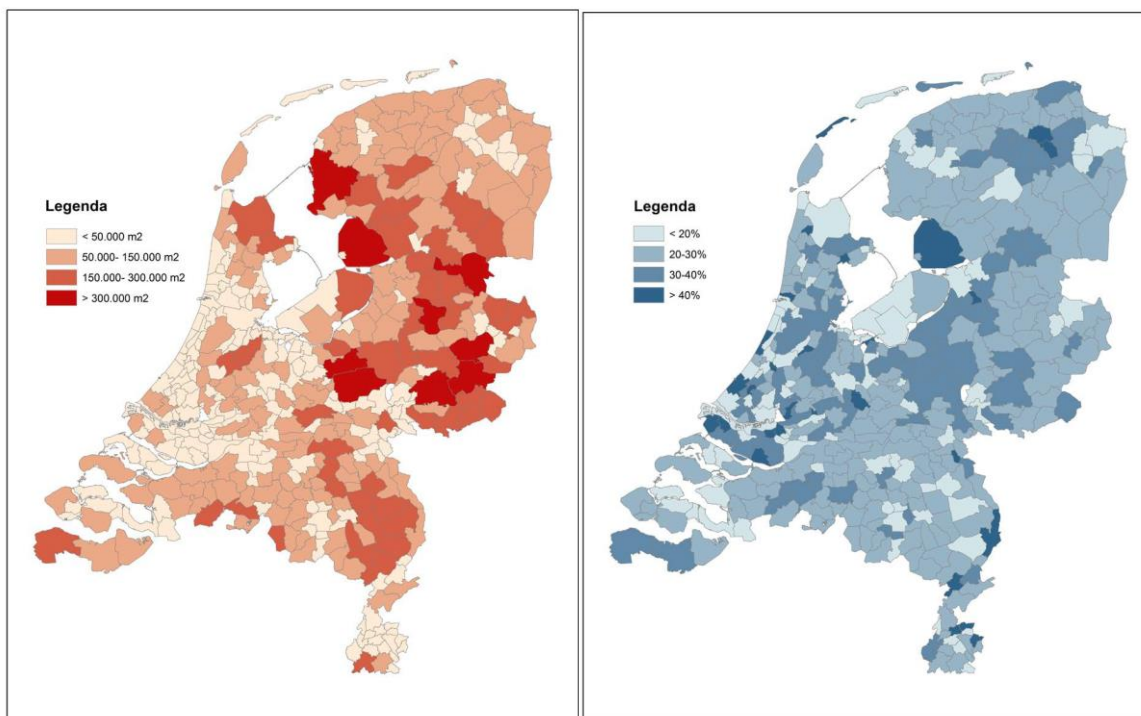 Legenda
< 50.000 m2
50.000- 150.000 m2
150.000- 300.000 m2
> 300.000 m2
Legenda
< 20%
20-30%
30-40%
> 40%